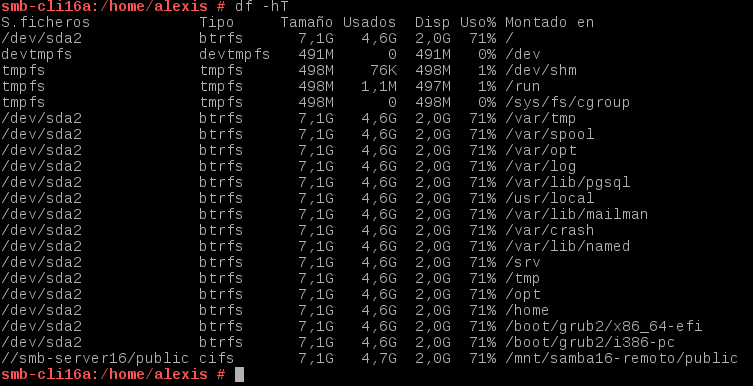 smb-cli16a:/home/alexis # df -hT
S.ficheros Tipo Tamaño Usados Disp Uso% Montado en
/dev/sda2 btrfs 7,1G 4,6G 2,0G 71% /
devtmpfs devtmpfs 491M 0 491M 0% /dev
tmpfs tmpfs 498M 76K 498M 1% /dev/shm
tmpfs tmpfs 498M 1,1M 497M 1% /run
tmpfs tmpfs 498M 0 498M 0% /sys/fs/cgroup
/dev/sda2 btrfs 7,1G 4,6G 2,0G 71% /var/tmp
/dev/sda2 btrfs 7,1G 4,6G 2,0G 71% /var/spool
/dev/sda2 btrfs 7,1G 4,6G 2,0G 71% /var/opt
/dev/sda2 btrfs 7,1G 4,6G 2,0G 71% /var/log
/dev/sda2 btrfs 7,1G 4,6G 2,0G 71% /var/lib/pgsql
/dev/sda2 btrfs 7,1G 4,6G 2,0G 71% /usr/local
/dev/sda2 btrfs 7,1G 4,6G 2,0G 71% /var/lib/mailman
/dev/sda2 btrfs 7,1G 4,6G 2,0G 71% /var/crash
/dev/sda2 btrfs 7,1G 4,6G 2,0G 71% /var/lib/named
/dev/sda2 btrfs 7,1G 4,6G 2,0G 71% /srv
/dev/sda2 btrfs 7,1G 4,6G 2,0G 71% /tmp
/dev/sda2 btrfs 7,1G 4,6G 2,0G 71% /opt
/dev/sda2 btrfs 7,1G 4,6G 2,0G 71% /home
/dev/sda2 btrfs 7,1G 4,6G 2,0G 71% /boot/grub2/x86_64-efi
/dev/sda2 btrfs 7,1G 4,6G 2,0G 71% /boot/grub2/i386-pc
//smb-server16/public cifs 7,1G 4,7G 2,0G 71% /mnt/samba16-remoto/public
smb-cli16a:/home/alexis #